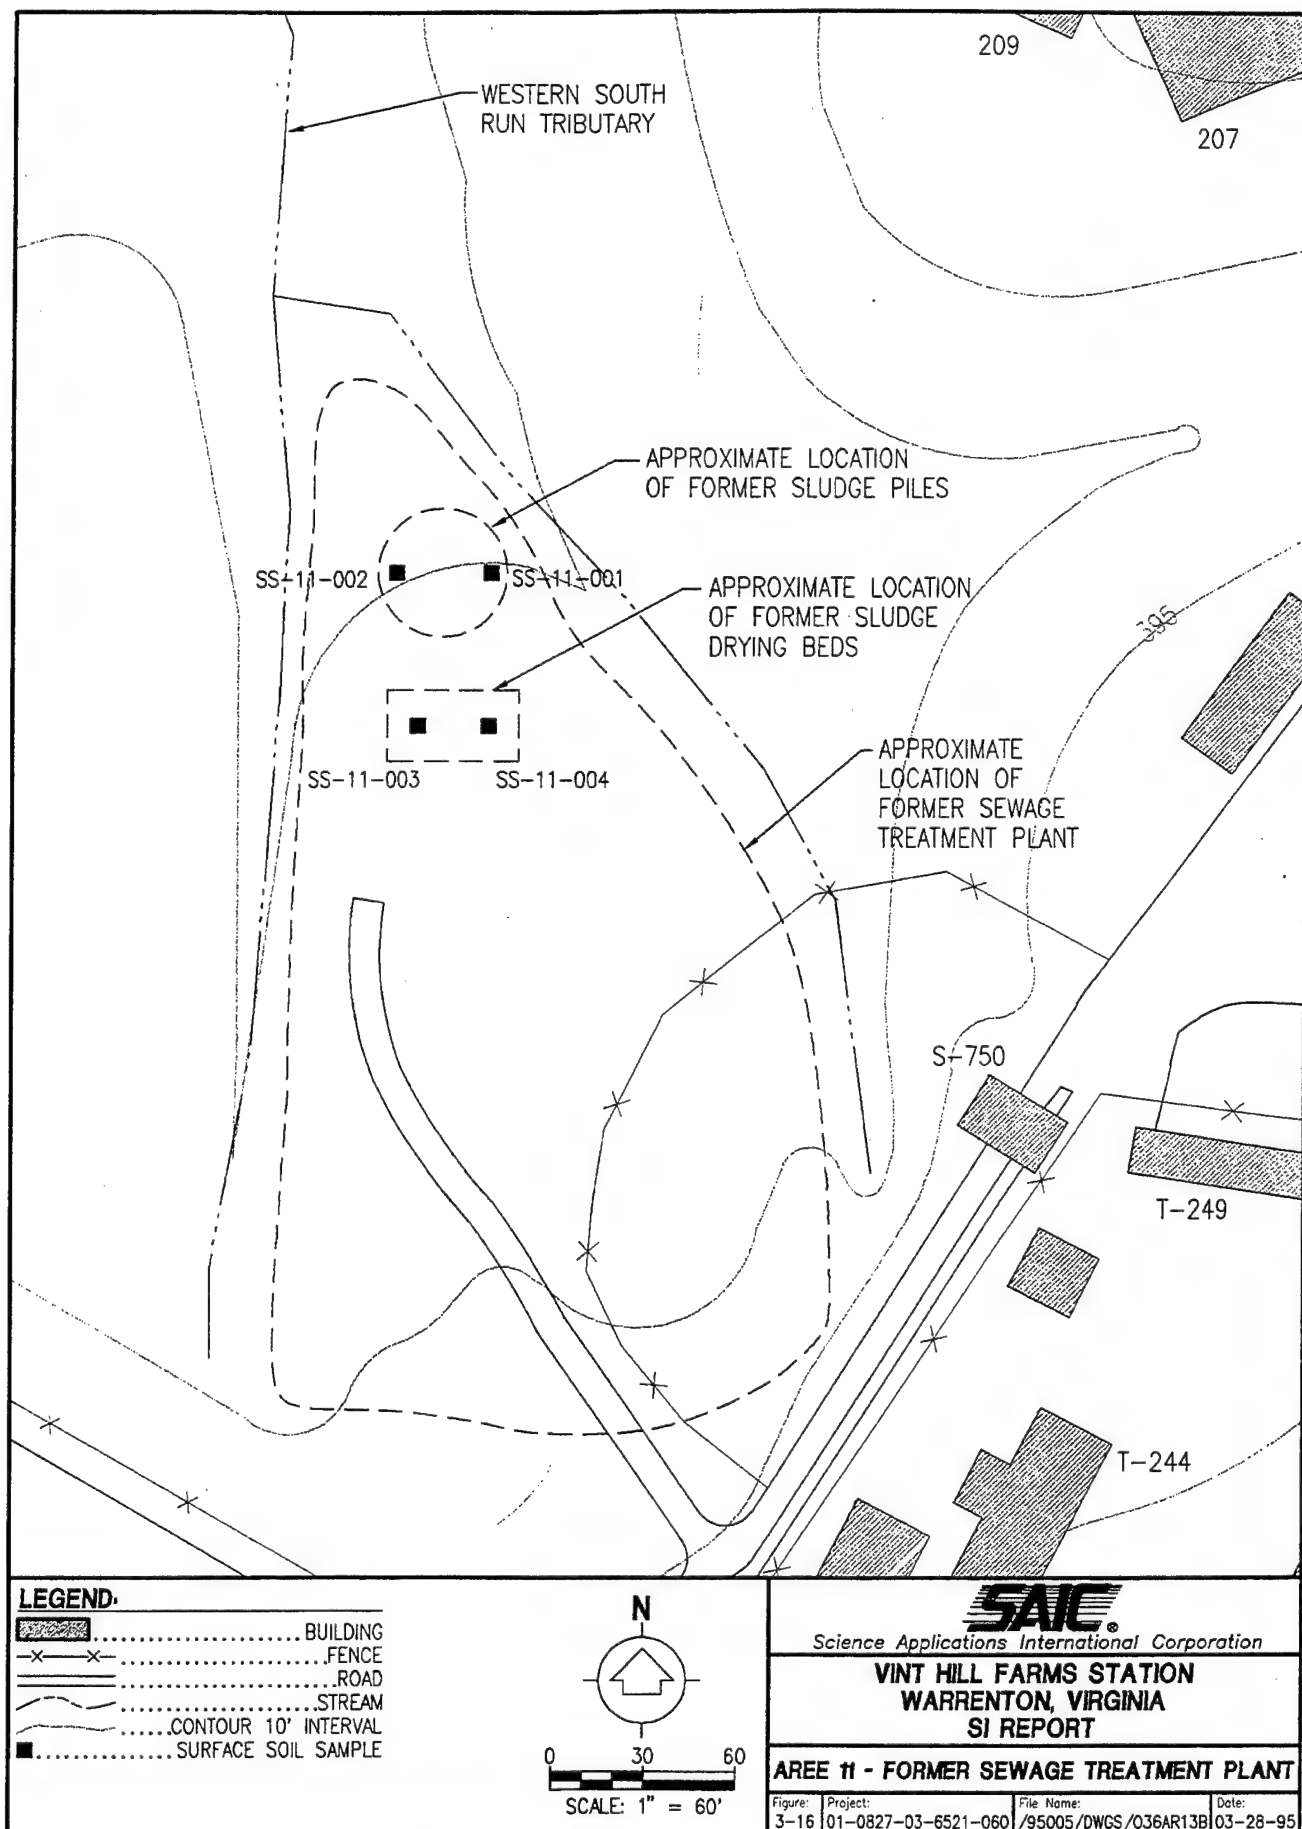 209
207
WESTERN SOUTH
RUN TRIBUTARY
APPROXIMATE LOCATION
OF FORMER SLUDGE PILES
SS-11-002
SS-11-001
APPROXIMATE LOCATION
OF FORMER SLUDGE
DRYING BEDS
395
SS-11-003
SS-11-004
APPROXIMATE
LOCATION OF
FORMER SEWAGE
TREATMENT PLANT
S-750
T-249
T-244
LEGEND:
BUILDING
FENCE
ROAD
STREAM
CONTOUR 10' INTERVAL
SURFACE SOIL SAMPLE
N
0 30 60
SCALE: 1" = 60'
SAIC®
Science Applications International Corporation
VINT HILL FARMS STATION
WARRENTON, VIRGINIA
SI REPORT
AREE 11 - FORMER SEWAGE TREATMENT PLANT
Figure: 3-16
Project: 01-0827-03-6521-060
File Name: /95005/DWGS/036AR13B
Date: 03-28-95